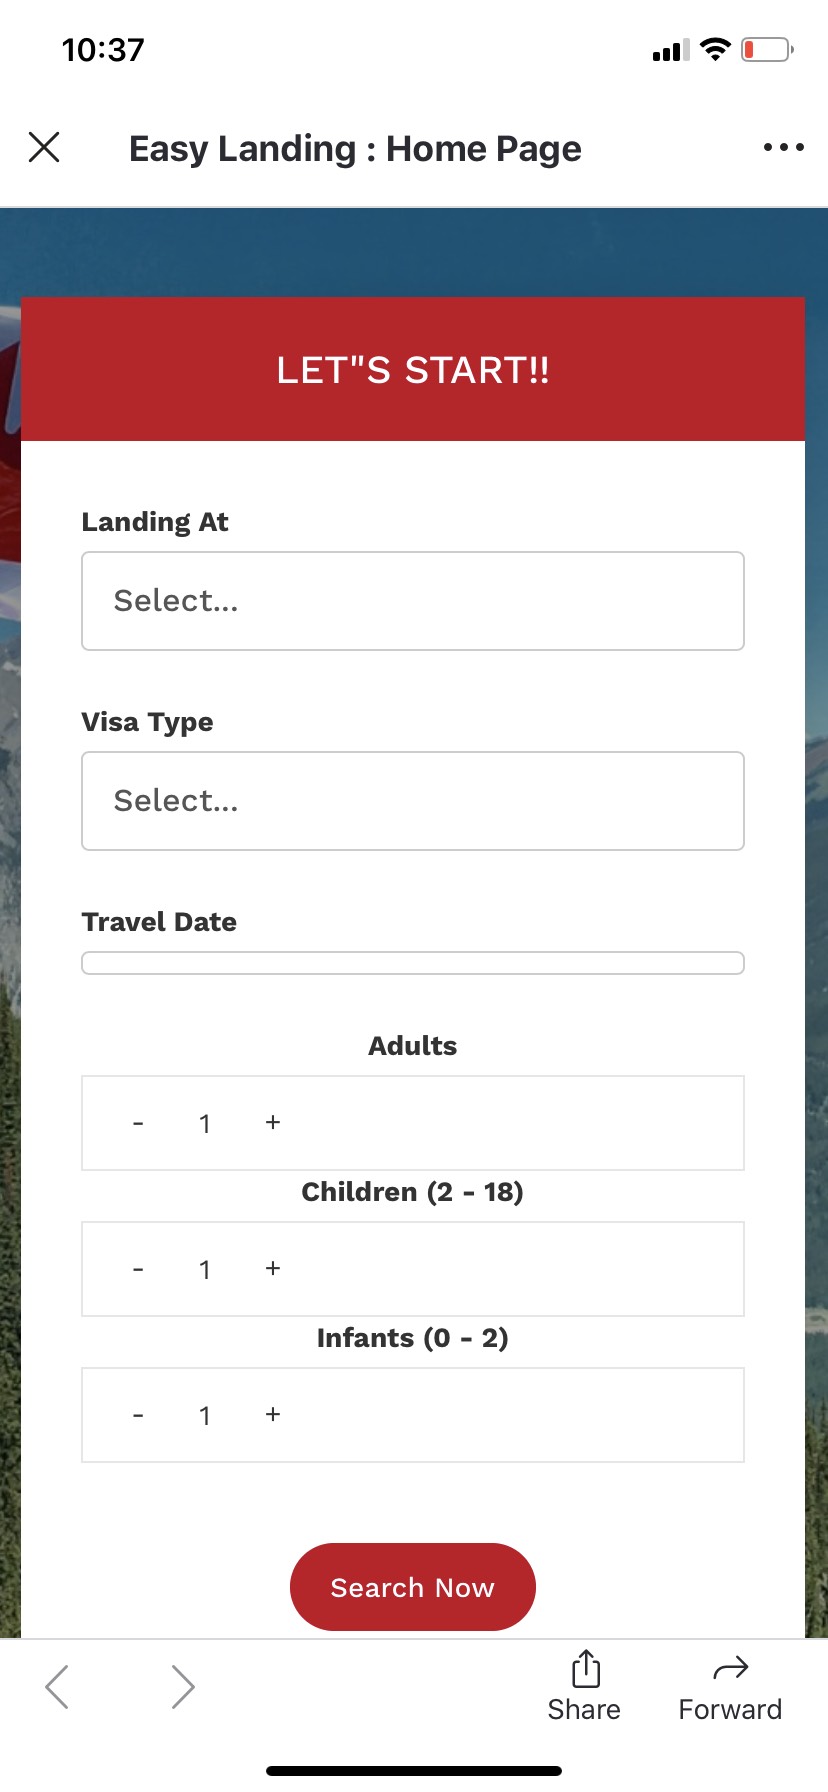 10:37
Easy Landing : Home Page
LET"S START!!
Landing At
Select...
Visa Type
Select...
Travel Date
Adults
- 1 +
Children (2 - 18)
- 1 +
Infants (0 - 2)
- 1 +
Search Now
Share Forward